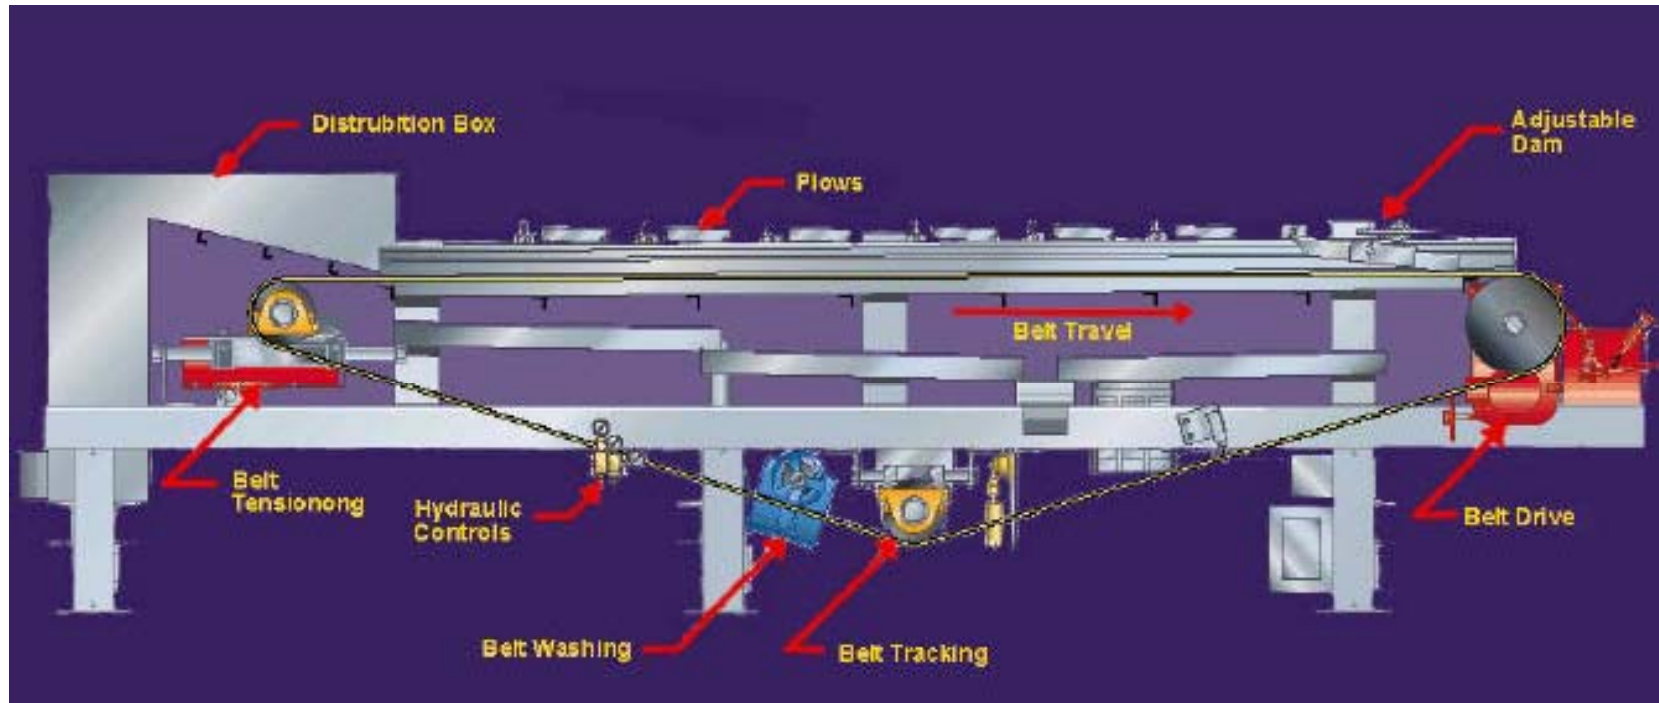 Distrubition Box
Adjustable
Dam
Plows
Belt Travel
Belt
Tensionong
Hydraulic
Controls
Belt Drive
Belt Washing
Belt Tracking